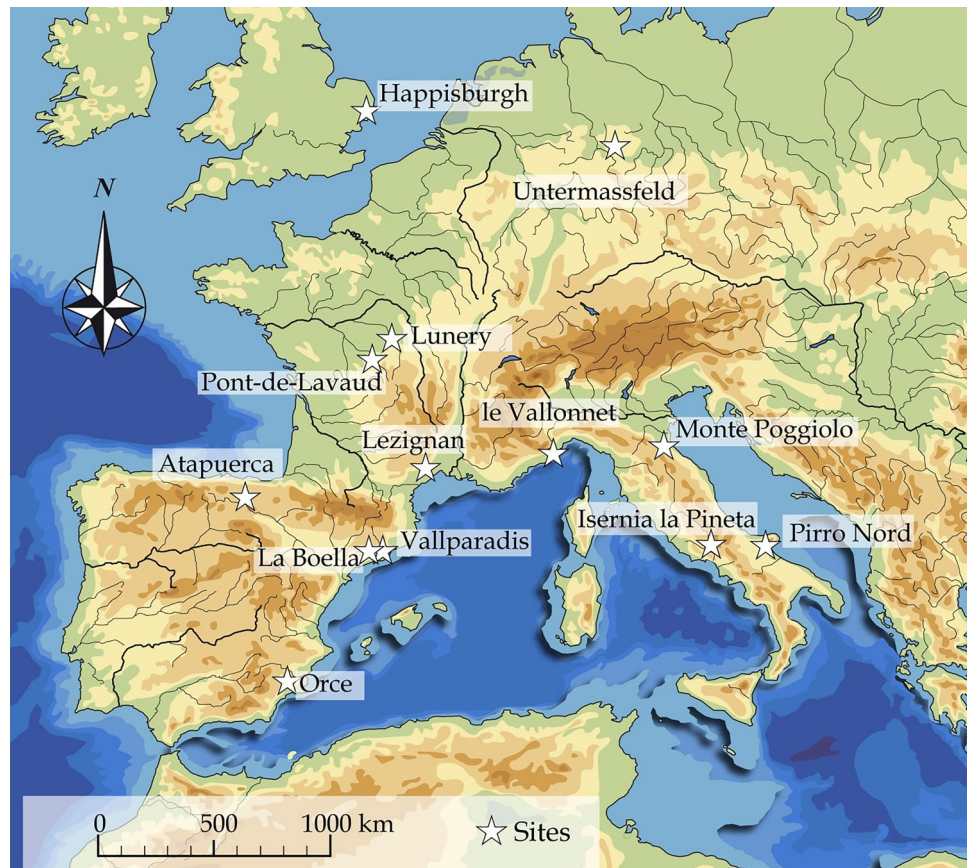 Happisburgh
N
Untermassfeld
Lunery
Pont-de-Lavaud
le Vallonnet
Lezignan
Monte Poggiolo
Atapuerca
Isernia la Pineta
Pirro Nord
La Boella
Vallparadis
Orce
0 500 1000 km
Sites